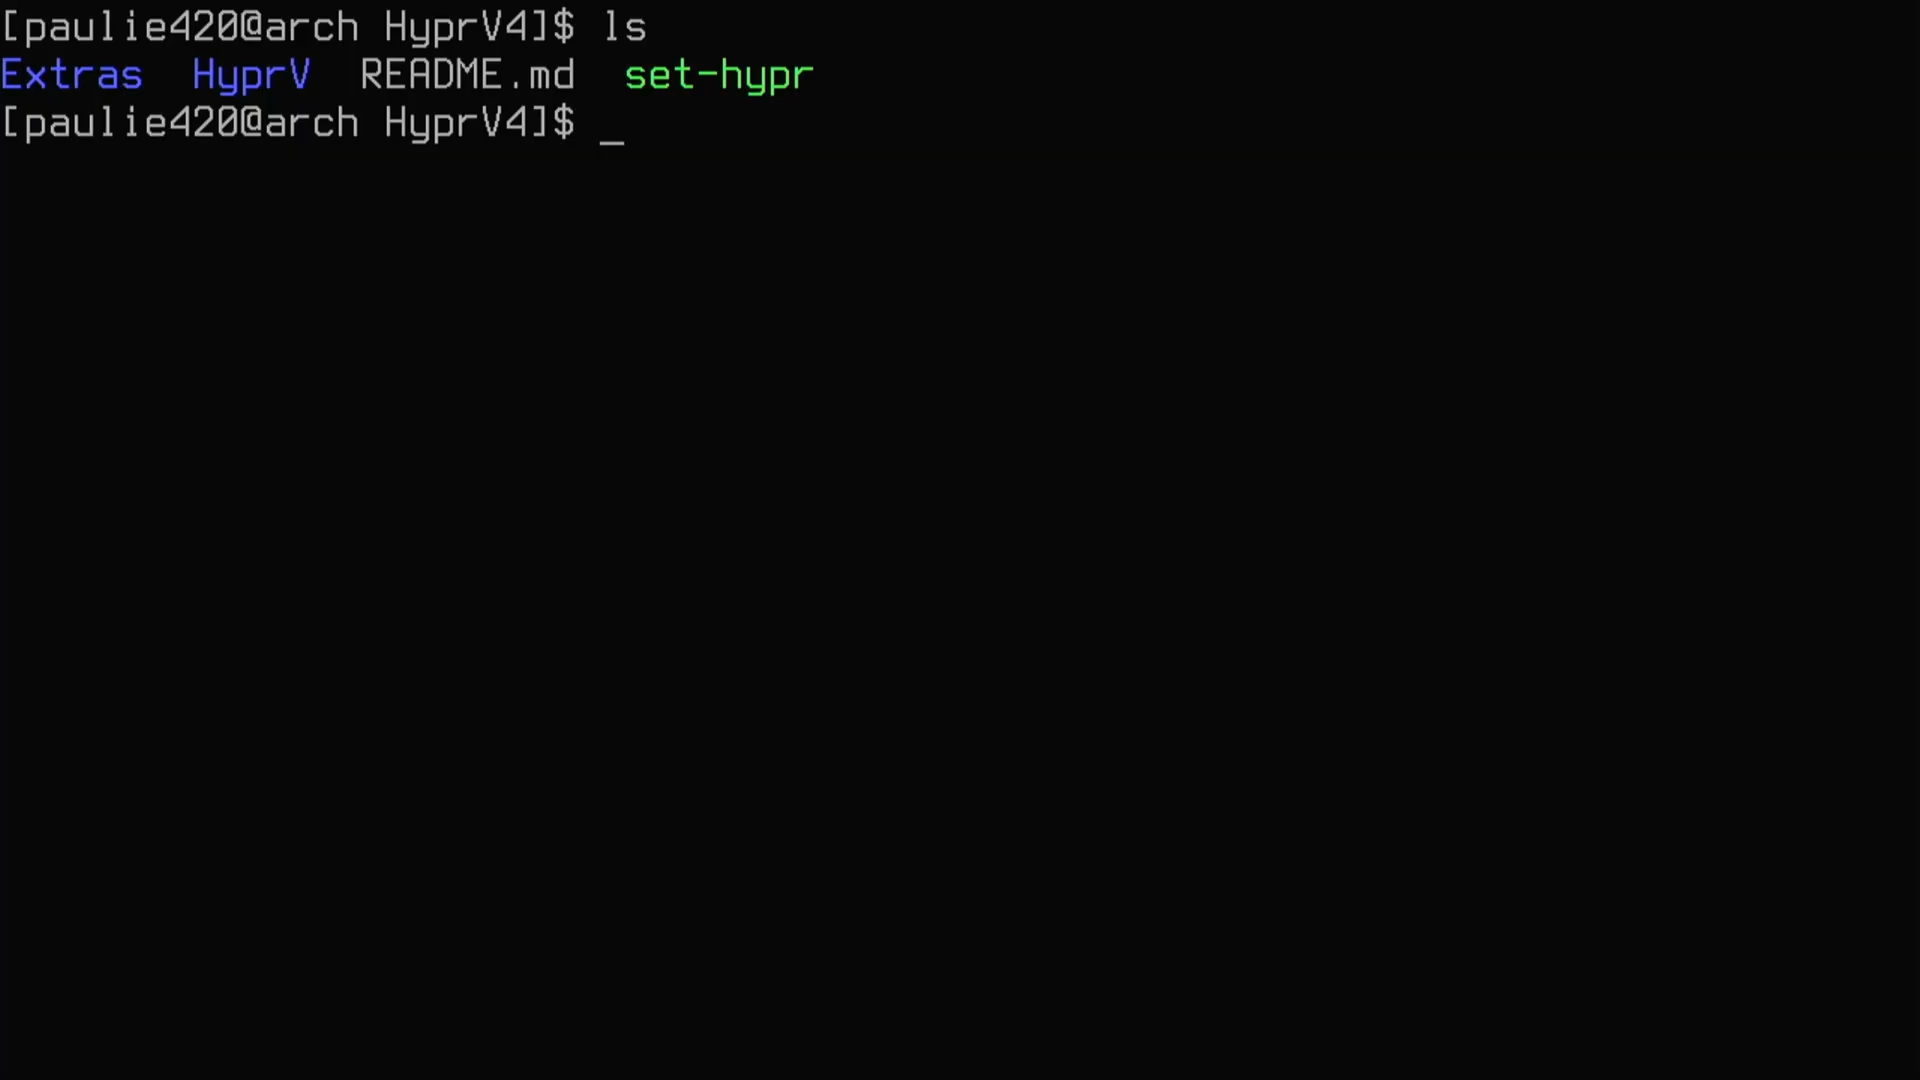 [paulie420@arch HyprV4]$ ls
Extras  HyprV  README.md  set-hypr
[paulie420@arch HyprV4]$ _